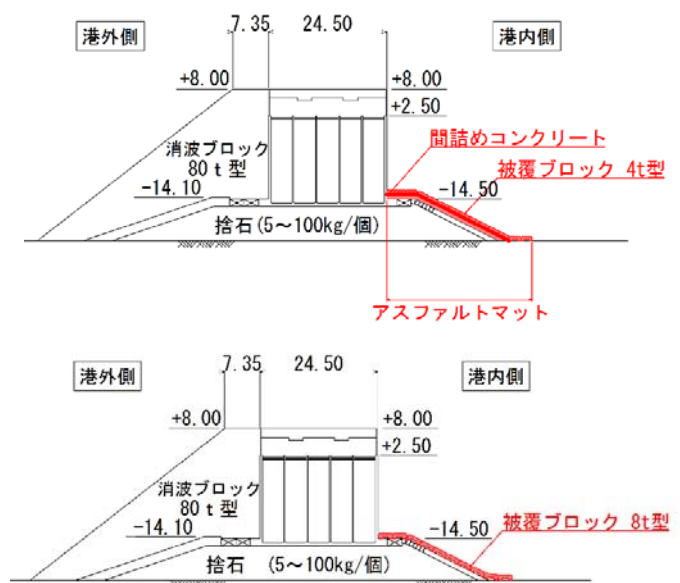 7.35 24.50
港外側
港内側
+8.00
+8.00
+2.50
間詰めコンクリート
消波ブロック
80t型
被覆ブロック 4t型
-14.10
-14.50
捨石(5~100kg/個)
アスファルトマット
7.35 24.50
港外側
港内側
+8.00
+8.00
+2.50
消波ブロック
80t型
-14.10
-14.50
被覆ブロック 8t型
捨石 (5~100kg/個)